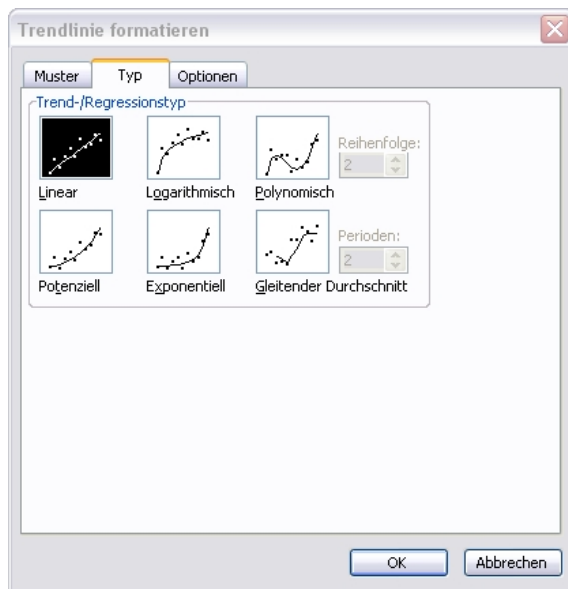 Trendlinie formatieren
Muster Typ Optionen
Trend-/Regressionstyp
Linear
Logarithmisch
Polynomisch
Reihenfolge:
2
Potenziell
Exponentiell
Gleitender Durchschnitt
Perioden:
2
OK
Abbrechen